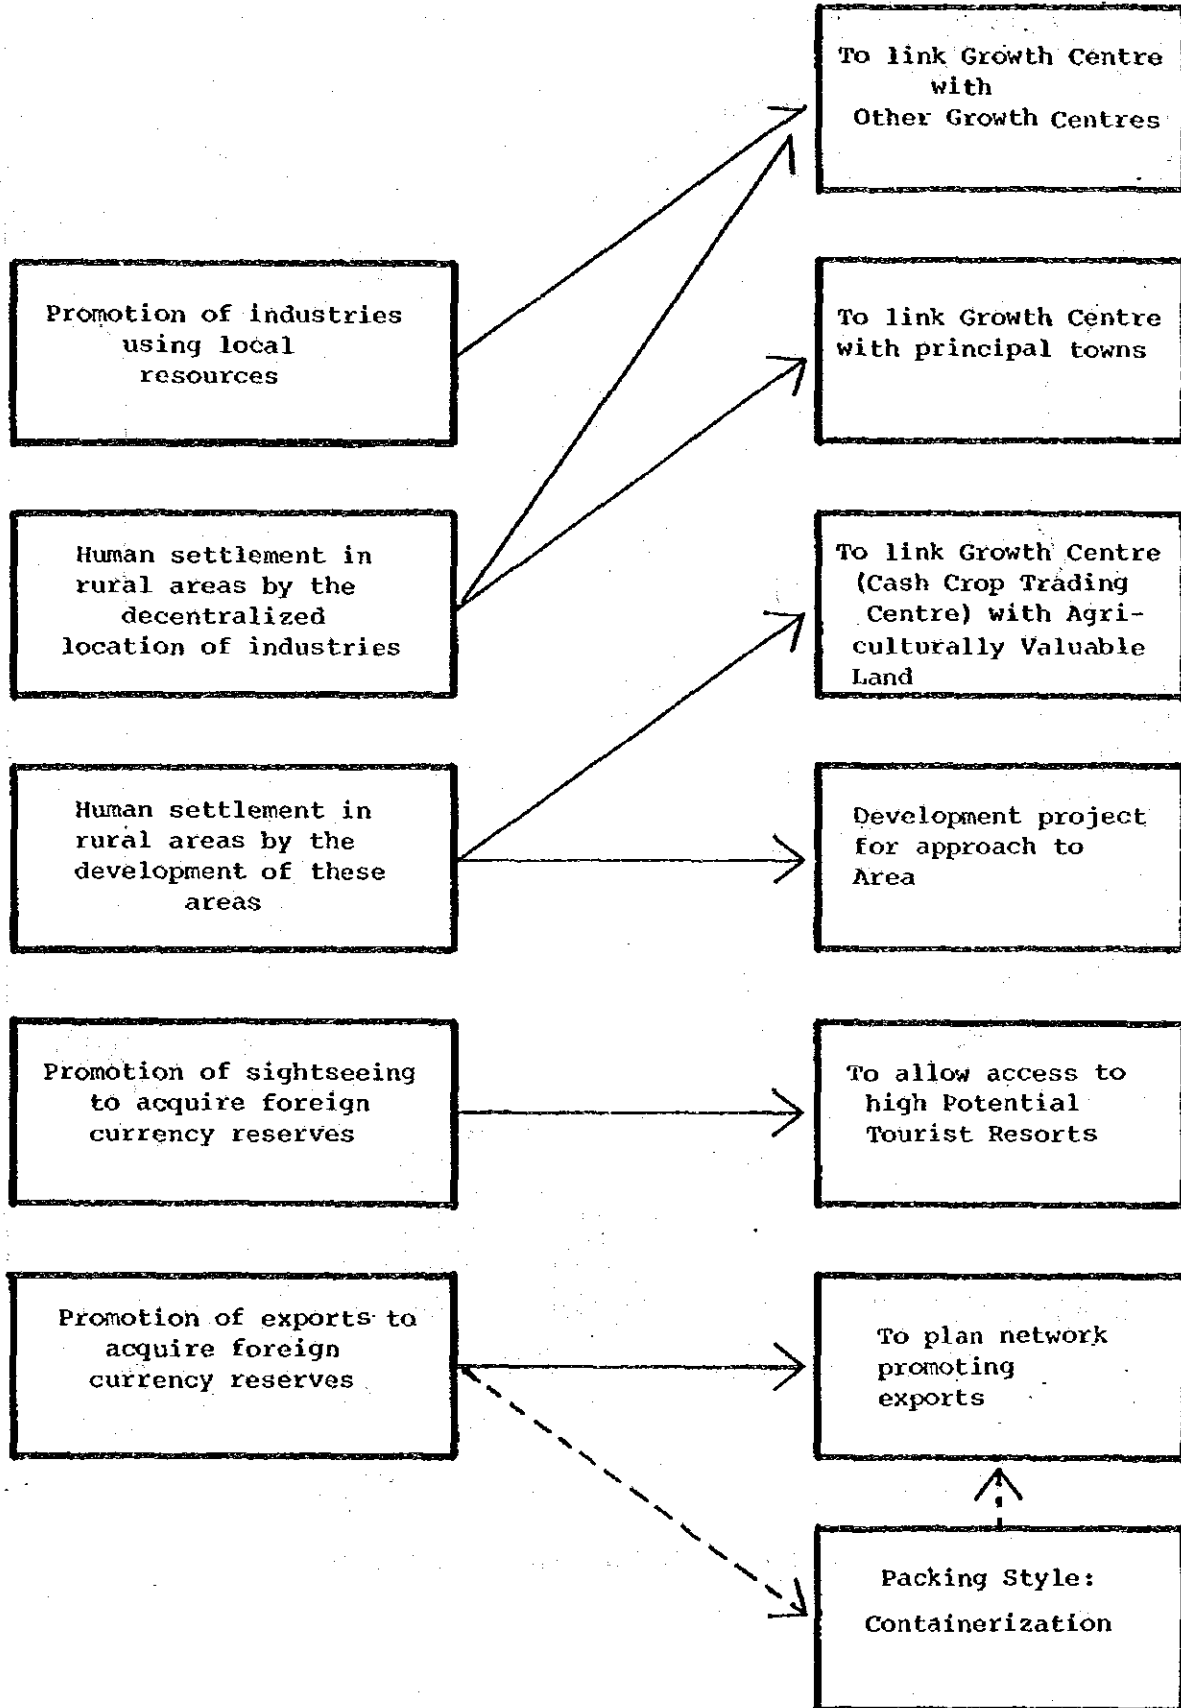 To link Growth Centre
with
Other Growth Centres
Promotion of industries
using local
resources
To link Growth Centre
with principal towns
Human settlement in
rural areas by the
decentralized
location of industries
To link Growth Centre
(Cash Crop Trading
Centre) with Agri-
culturally Valuable
Land
Human settlement in
rural areas by the
development of these
areas
Development project
for approach to
Area
Promotion of sightseeing
to acquire foreign
currency reserves
To allow access to
high Potential
Tourist Resorts
Promotion of exports to
acquire foreign
currency reserves
To plan network
promoting
exports
Packing Style:
Containerization